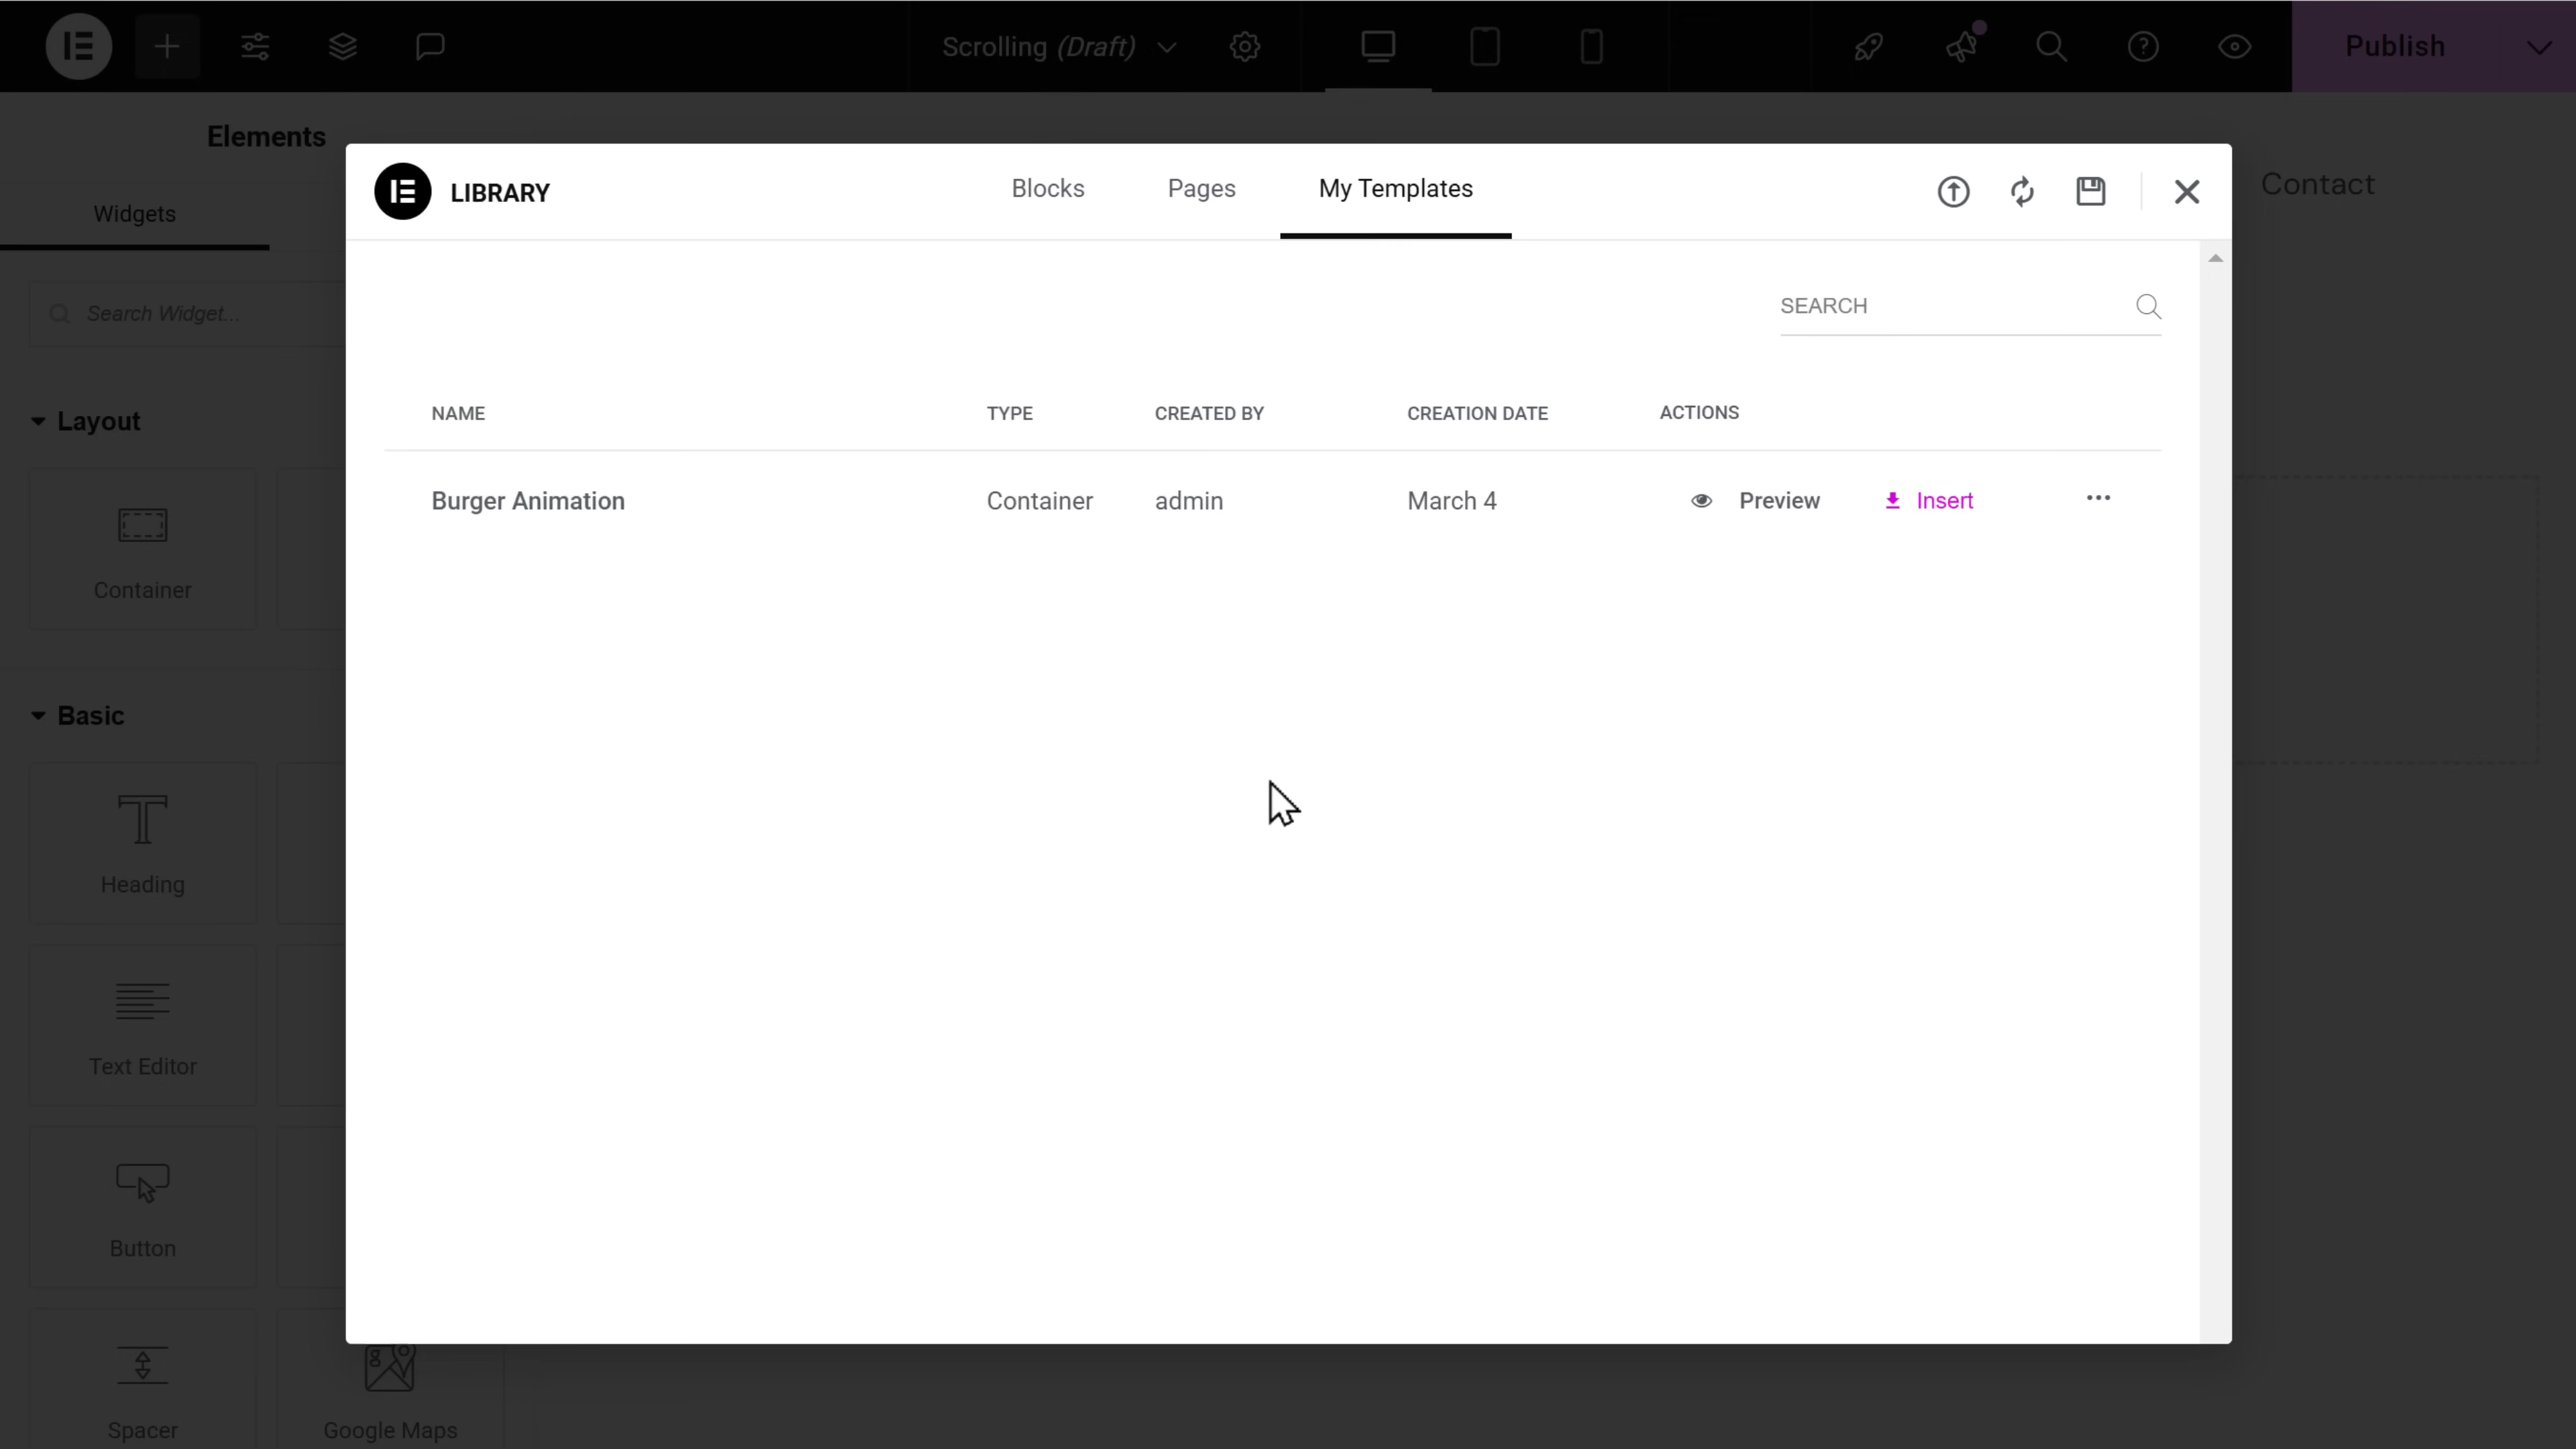 Scrolling (Draft)
Publish
Elements
Widgets
Search Widget...
Layout
Container
Basic
Heading
Text Editor
Button
Spacer
Google Maps
Contact
LIBRARY
Blocks
Pages
My Templates
SEARCH
NAME TYPE CREATED BY CREATION DATE ACTIONS
Burger Animation Container admin March 4 Preview Insert